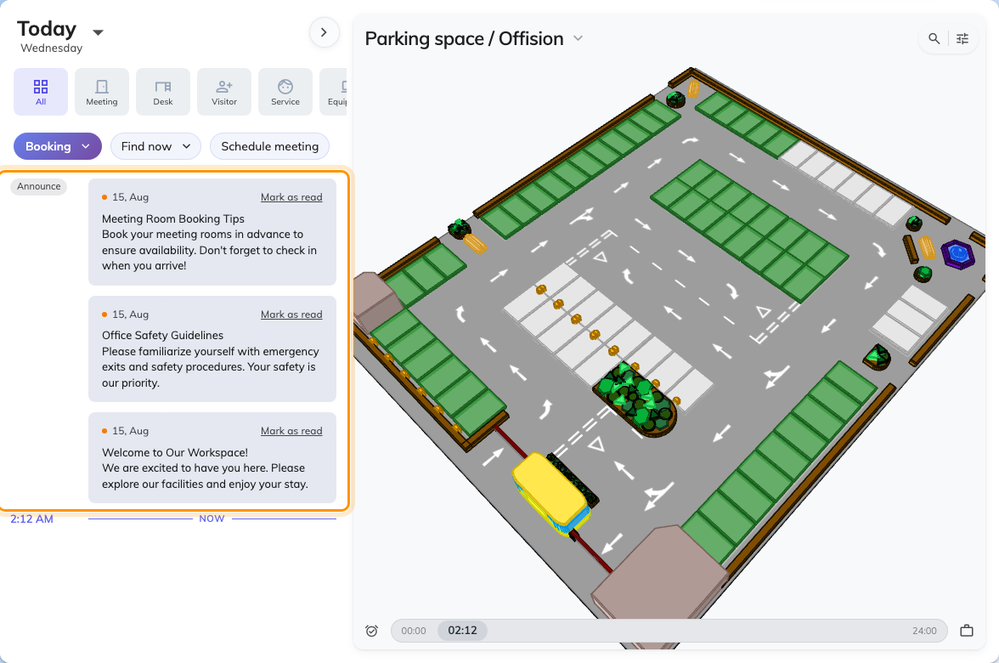 Today
Wednesday
All
Meeting
Desk
Visitor
Service
Equip
Booking
Find now
Schedule meeting
Announce
15, Aug
Mark as read
Meeting Room Booking Tips
Book your meeting rooms in advance to
ensure availability. Don't forget to check in
when you arrive!
15, Aug
Mark as read
Office Safety Guidelines
Please familiarize yourself with emergency
exits and safety procedures. Your safety is
our priority.
15, Aug
Mark as read
Welcome to Our Workspace!
We are excited to have you here. Please
explore our facilities and enjoy your stay.
2:12 AM
NOW
Parking space / Offision
00:00
02:12
24:00